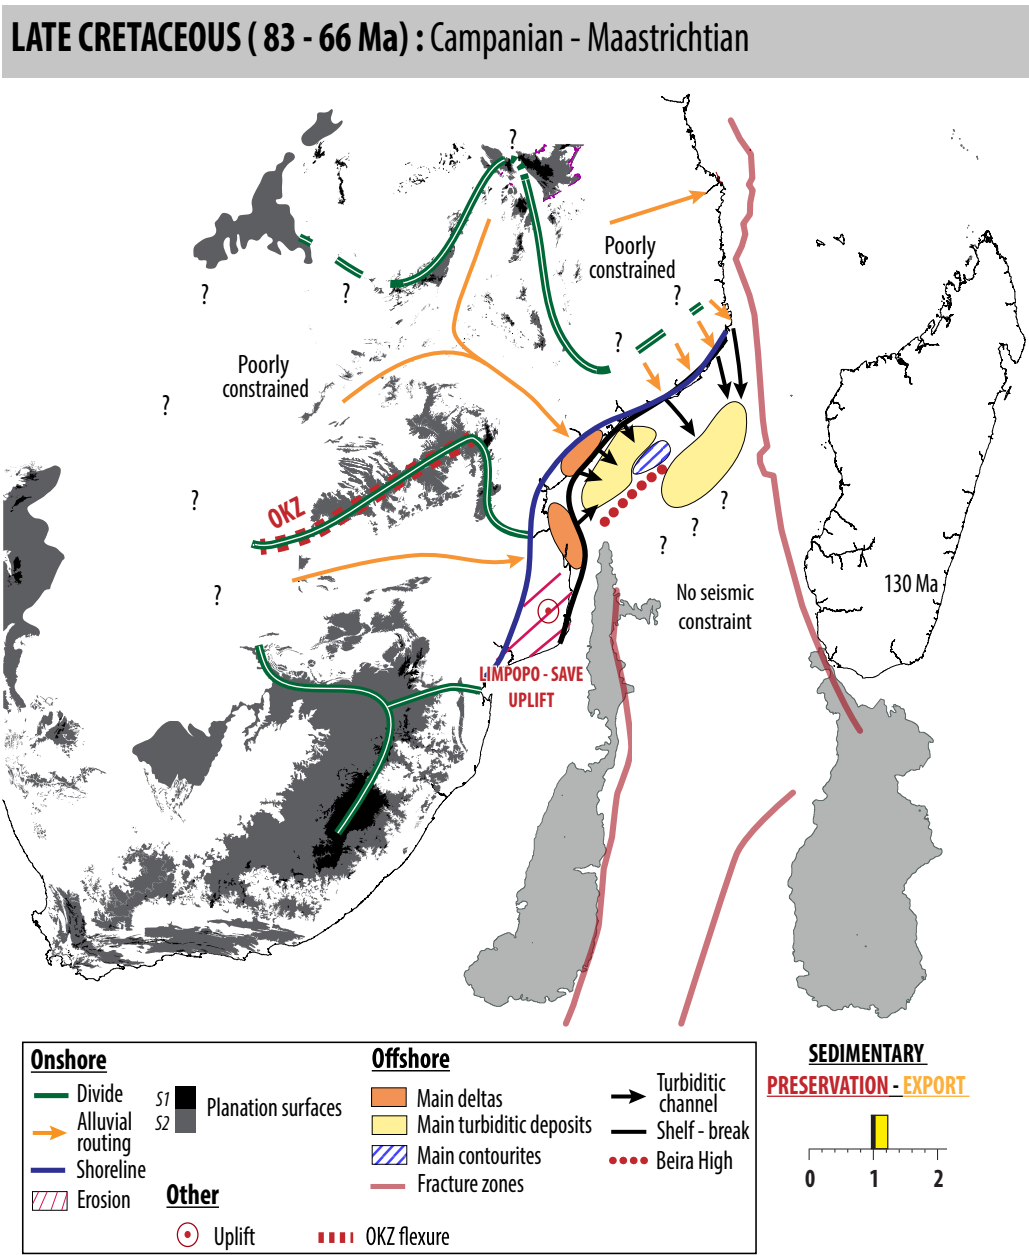 LATE CRETACEOUS ( 83 - 66 Ma) : Campanian - Maastrichtian
?
Poorly
constrained
?
?
?
?
Poorly
constrained
?
OKZ
?
?
?
?
?
130 Ma
No seismic
constraint
LIMPOPO - SAVE
UPLIFT
Onshore
Divide
Alluvial
routing
Shoreline
Erosion
S1
S2
Planation surfaces
Other
Uplift
OKZ flexure
Offshore
Main deltas
Main turbiditic deposits
Main contourites
Fracture zones
Turbiditic
channel
Shelf - break
Beira High
SEDIMENTARY
PRESERVATION - EXPORT
0 1 2